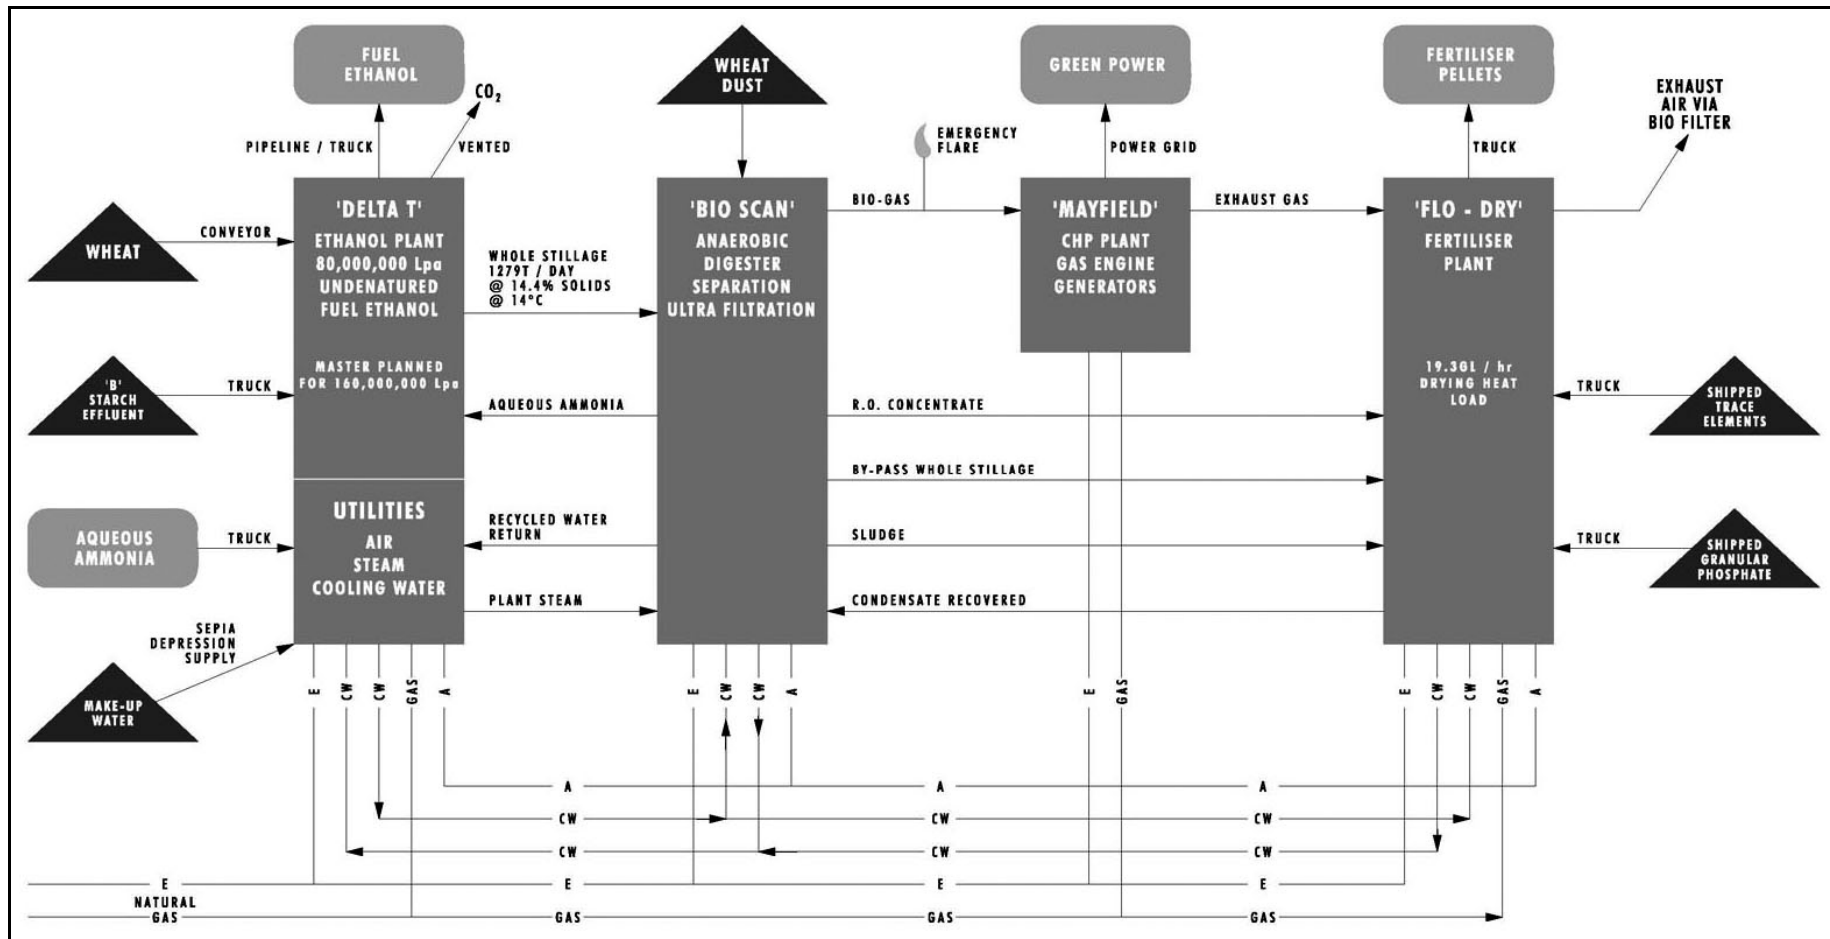 FUEL
ETHANOL
CO₂
PIPELINE / TRUCK
VENTED
WHEAT
DUST
EMERGENCY
FLARE
GREEN POWER
POWER GRID
FERTILISER
PELLETS
TRUCK
EXHAUST
AIR VIA
BIO FILTER
WHEAT
CONVEYOR
'DELTA T'
ETHANOL PLANT
80,000,000 Lpa
UNDENATURED
FUEL ETHANOL
MASTER PLANNED
FOR 160,000,000 Lpa
WHOLE STILLAGE
1279T / DAY
@ 14.4% SOLIDS
@ 14°C
'BIO SCAN'
ANAEROBIC
DIGESTER
SEPARATION
ULTRA FILTRATION
BIO-GAS
'MAYFIELD'
CHP PLANT
GAS ENGINE
GENERATORS
EXHAUST GAS
'FLO - DRY'
FERTILISER
PLANT
19.3GL / hr
DRYING HEAT
LOAD
'B'
STARCH
EFFLUENT
TRUCK
AQUEOUS AMMONIA
R.O. CONCENTRATE
TRUCK
SHIPPED
TRACE
ELEMENTS
BY-PASS WHOLE STILLAGE
AQUEOUS
AMMONIA
TRUCK
UTILITIES
AIR
STEAM
COOLING WATER
RECYCLED WATER
RETURN
SLUDGE
TRUCK
SHIPPED
GRANULAR
PHOSPHATE
PLANT STEAM
CONDENSATE RECOVERED
SEPIA
DEPRESSION
SUPPLY
MAKE-UP
WATER
E CW CW GAS A
E CW CW A
E GAS
E CW CW GAS A
A A A
CW CW CW
CW CW CW
E E E E
NATURAL
GAS GAS GAS GAS